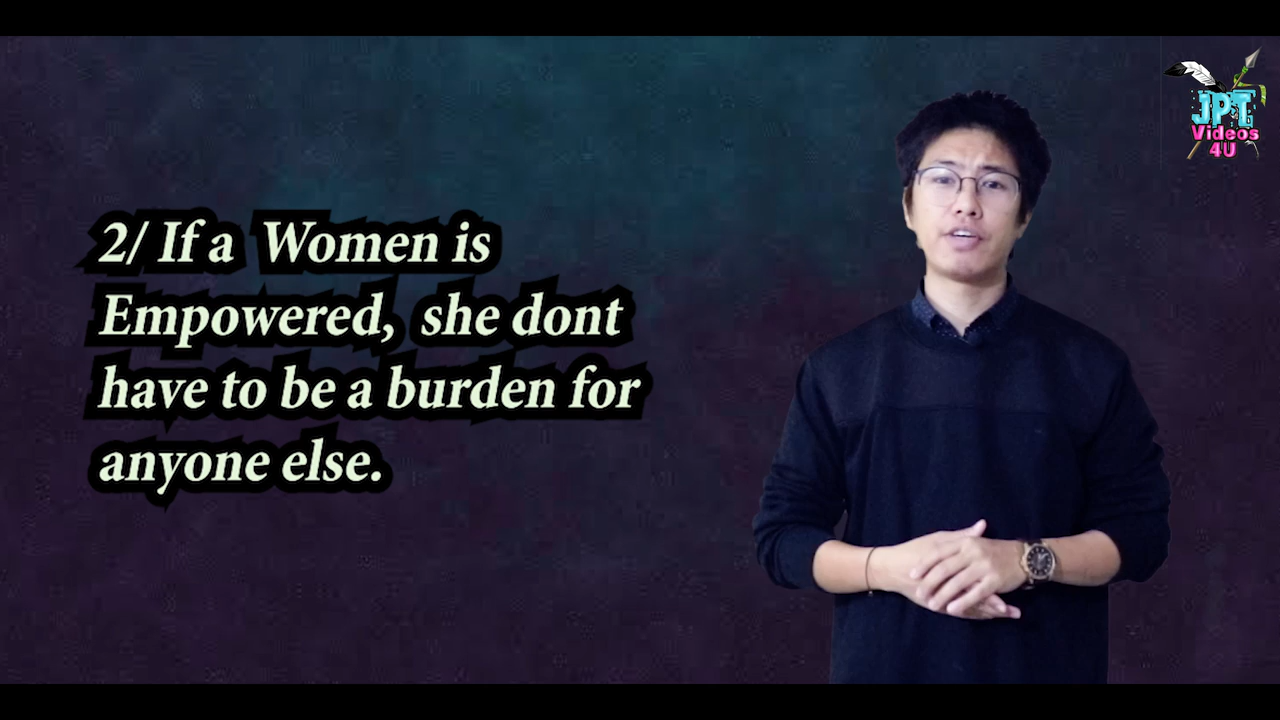 2/ If a Women is
Empowered, she dont
have to be a burden for
anyone else.
JPT
Videos
4U